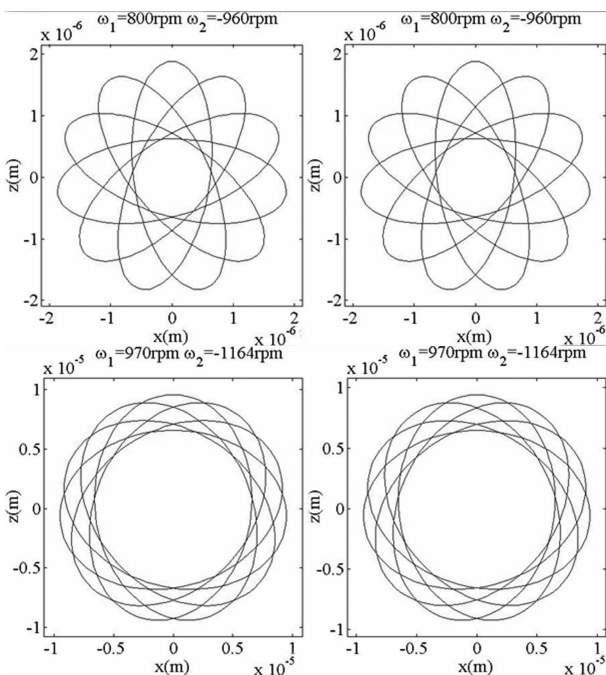 ω1=800rpm ω2=-960rpm
x 10-6
2
1
0
-1
-2
z(m)
-2 -1 0 1 2
x(m)
x 10-6
ω1=800rpm ω2=-960rpm
x 10-6
2
1
0
-1
-2
z(m)
-2 -1 0 1 2
x(m)
x 10-6
ω1=970rpm ω2=-1164rpm
x 10-5
1
0.5
0
-0.5
-1
z(m)
-1 -0.5 0 0.5 1
x(m)
x 10-5
ω1=970rpm ω2=-1164rpm
x 10-5
1
0.5
0
-0.5
-1
z(m)
-1 -0.5 0 0.5 1
x(m)
x 10-5